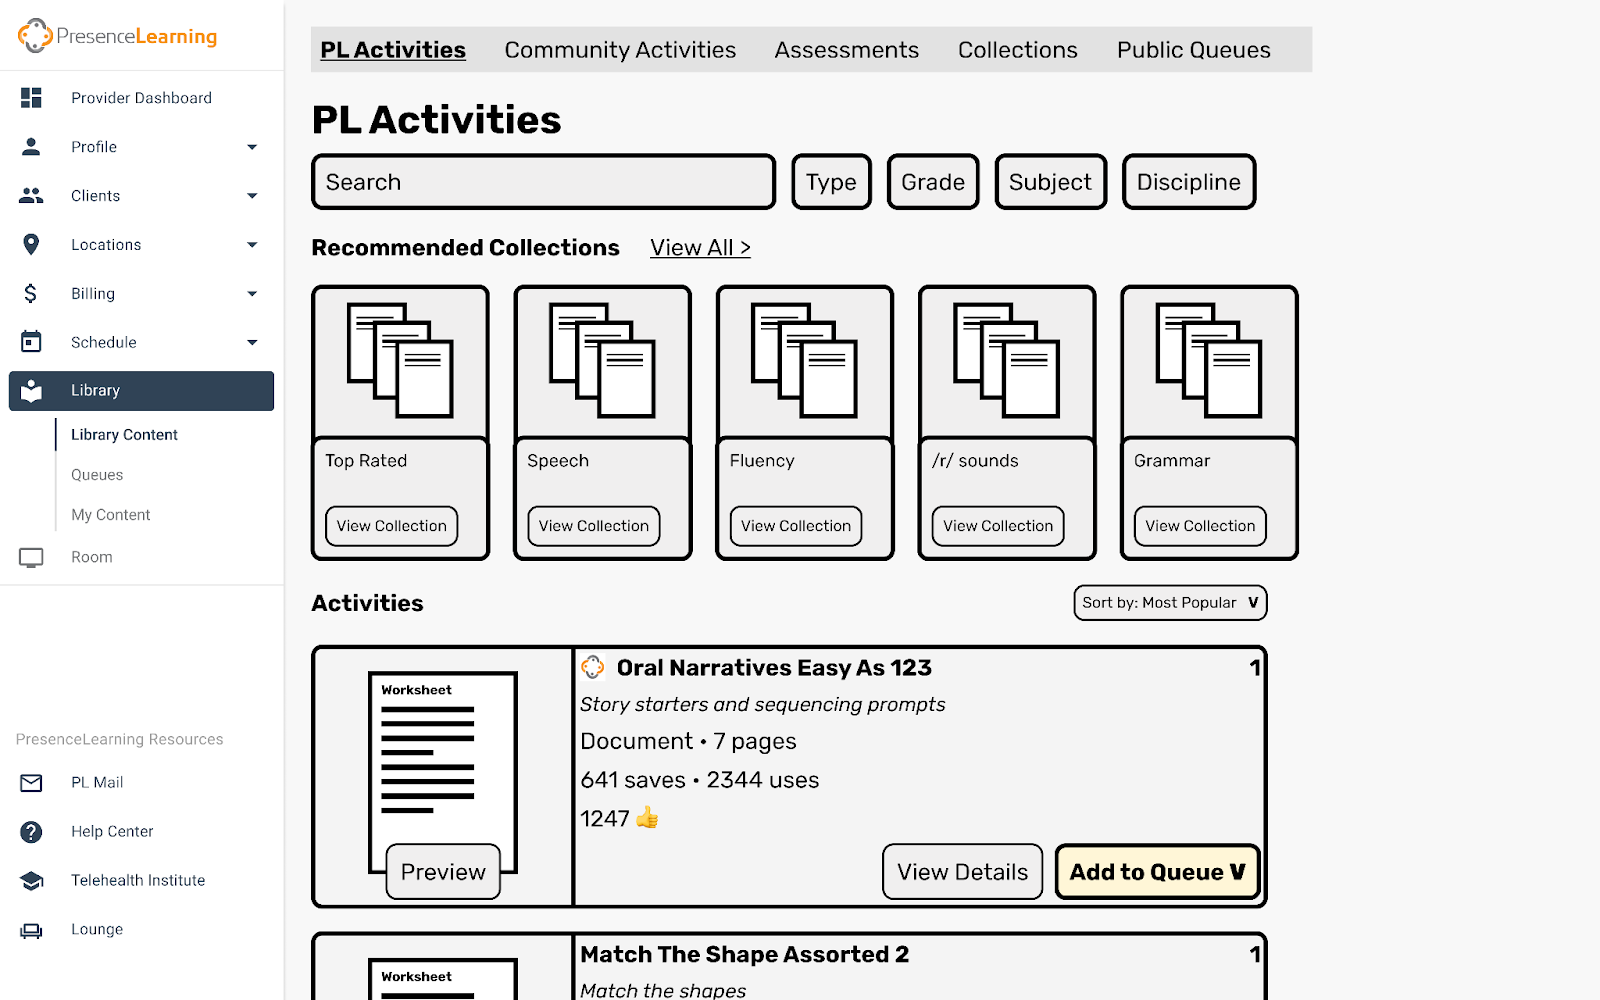 PresenceLearning
Provider Dashboard
Profile
Clients
Locations
Billing
Schedule
Library
Library Content
Queues
My Content
Room
PresenceLearning Resources
PL Mail
Help Center
Telehealth Institute
Lounge
PL Activities Community Activities Assessments Collections Public Queues
PL Activities
Search Type Grade Subject Discipline
Recommended Collections View All >
Top Rated Speech Fluency /r/ sounds Grammar
View Collection View Collection View Collection View Collection View Collection
Activities Sort by: Most Popular V
Worksheet
Preview
Oral Narratives Easy As 123 1
Story starters and sequencing prompts
Document • 7 pages
641 saves • 2344 uses
1247 👍
View Details Add to Queue V
Worksheet
Match The Shape Assorted 2 1
Match the shapes